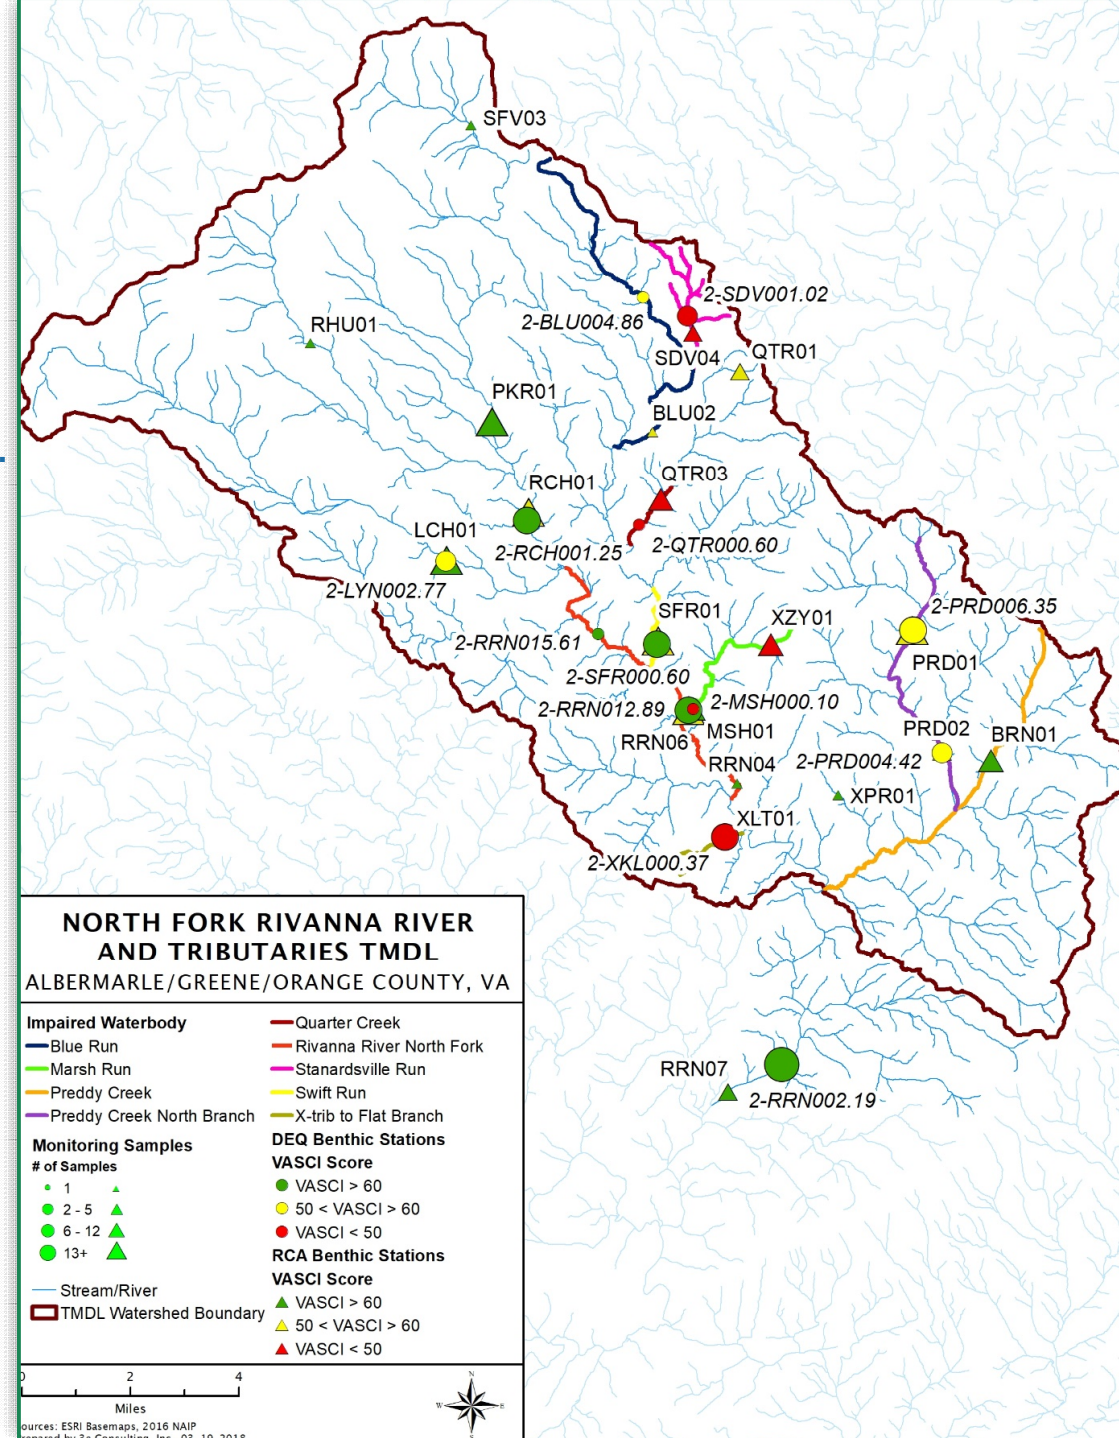 SFV03
2-SDV001.02
RHU01
2-BLU004.86
SDV04
QTR01
PKR01
BLU02
RCH01
QTR03
LCH01
2-RCH001.25
2-QTR000.60
2-LYN002.77
SFR01
XZY01
2-PRD006.35
2-RRN015.61
PRD01
2-SFR000.60
2-RRN012.89
2-MSH000.10
RRN06
MSH01
PRD02
BRN01
RRN04
2-PRD004.42
XPR01
XLT01
2-XKL000.37
RRN07
2-RRN002.19
NORTH FORK RIVANNA RIVER
AND TRIBUTARIES TMDL
ALBERMARLE/GREENE/ORANGE COUNTY, VA
Impaired Waterbody
Blue Run
Marsh Run
Preddy Creek
Preddy Creek North Branch
Quarter Creek
Rivanna River North Fork
Stanardsville Run
Swift Run
X-trib to Flat Branch
Monitoring Samples
# of Samples
1
2 - 5
6 - 12
13+
Stream/River
TMDL Watershed Boundary
DEQ Benthic Stations
VASCI Score
VASCI > 60
50 < VASCI > 60
VASCI < 50
RCA Benthic Stations
VASCI Score
VASCI > 60
50 < VASCI > 60
VASCI < 50
0 2 4
Miles
N
W E
S
ources: ESRI Basemaps, 2016 NAIP